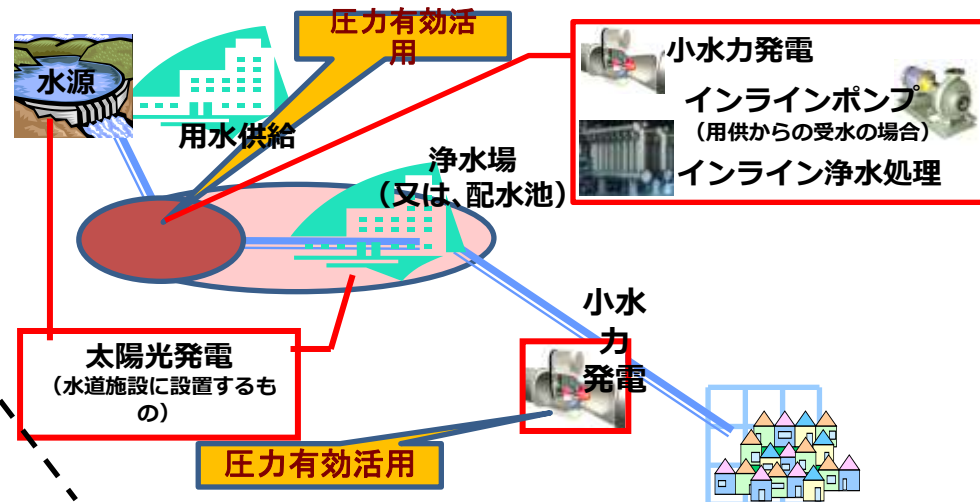 圧力有効活
用
水源
用水供給
小水力発電
インラインポンプ
（用供からの受水の場合）
インライン浄水処理
浄水場
（又は、配水池）
太陽光発電
（水道施設に設置するも
の）
小水
力
発電
圧力有効活用